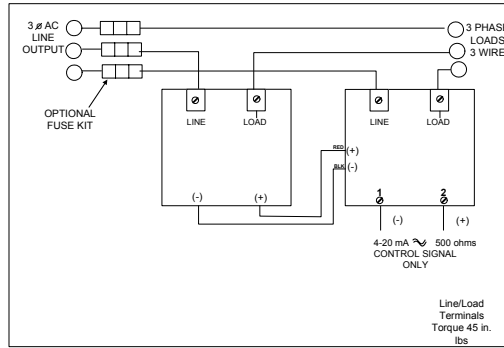 3 ø AC
LINE
OUTPUT
3 PHASE
LOADS
3 WIRE
OPTIONAL
FUSE KIT
LINE
LOAD
LINE
LOAD
RED
(+)
BLK
(-)
(-)
(+)
1
2
(-)
(+)
4-20 mA 500 ohms
CONTROL SIGNAL
ONLY
Line/Load
Terminals
Torque 45 in.
lbs